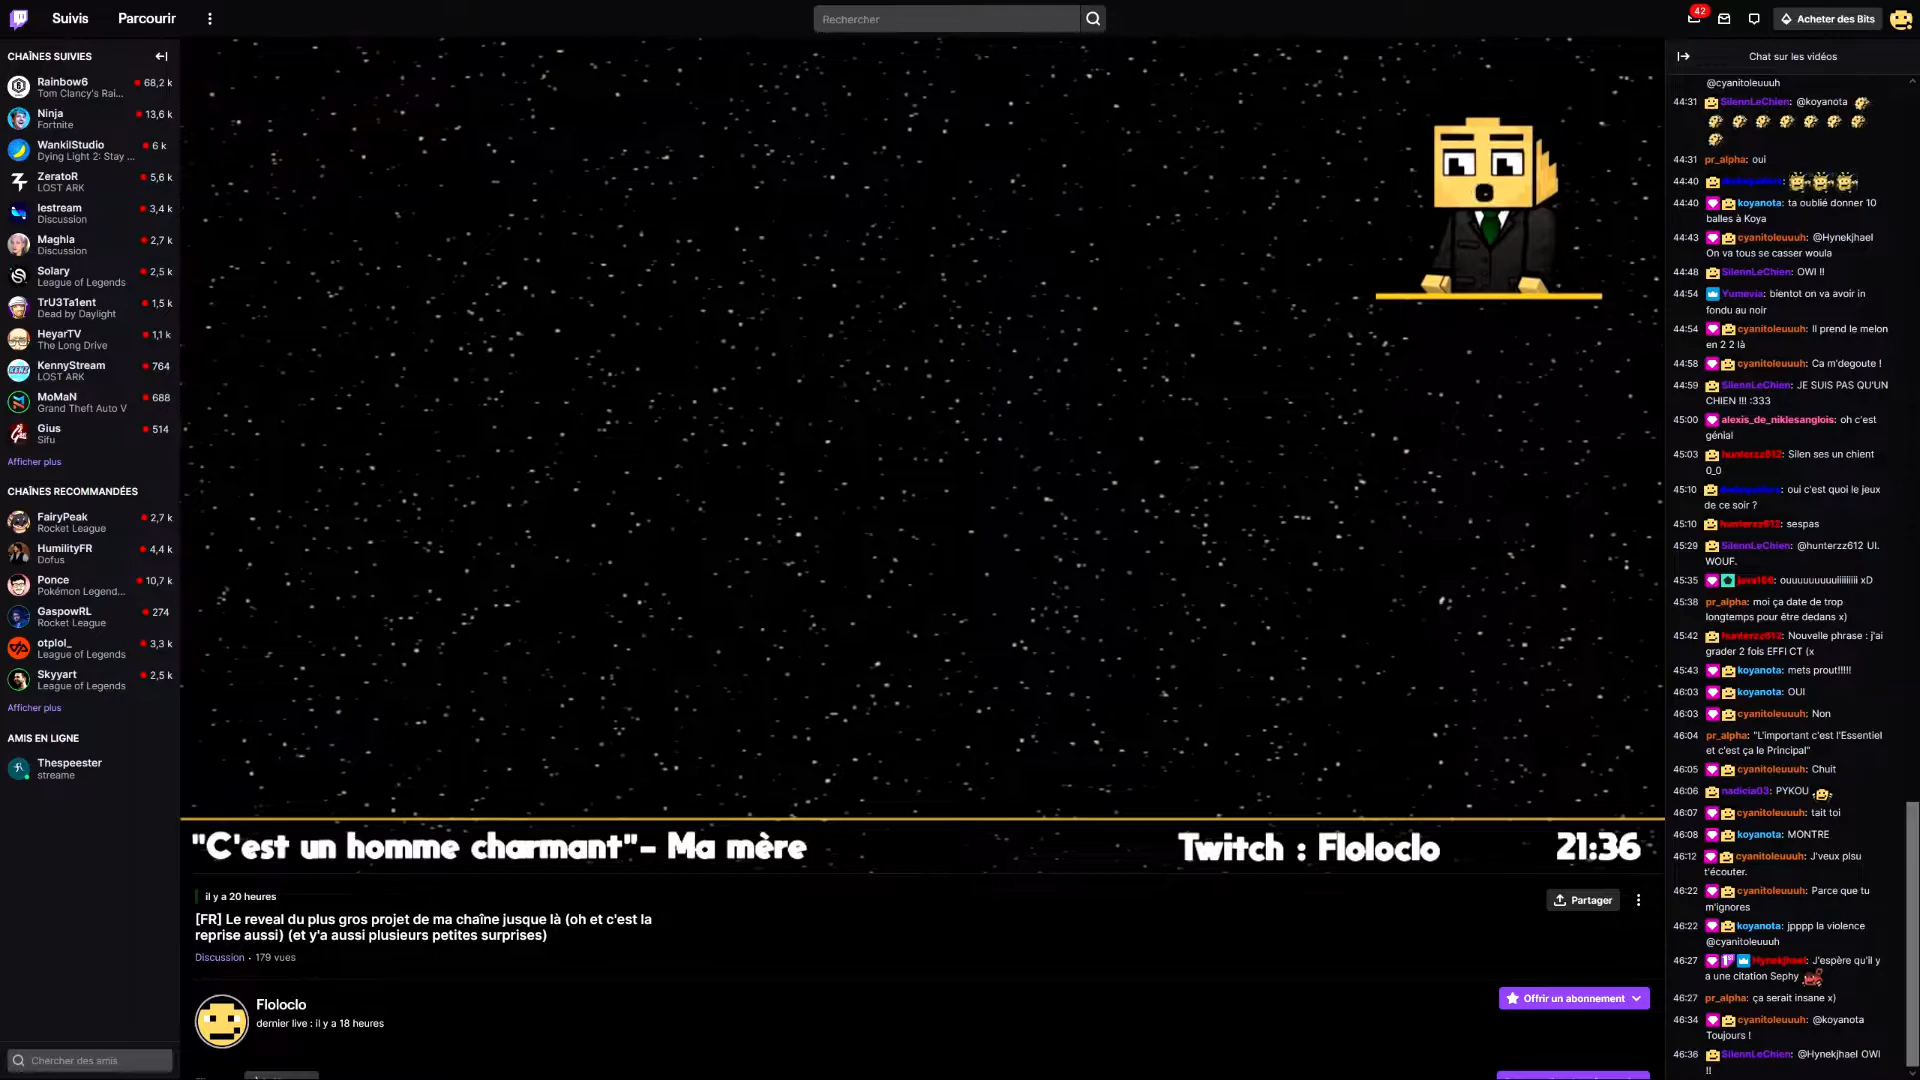 Suivis
Parcourir
Rechercher
42
Acheter des Bits
CHAÎNES SUIVIES
Rainbow6
68,2 k
Tom Clancy's Rai...
Ninja
13,6 k
Fortnite
WankilStudio
6 k
Dying Light 2: Stay ...
ZeratoR
5,6 k
LOST ARK
lestream
3,4 k
Discussion
Maghla
2,7 k
Discussion
Solary
2,5 k
League of Legends
TrU3Ta1ent
1,5 k
Dead by Daylight
HeyarTV
1,1 k
The Long Drive
KennyStream
764
LOST ARK
MoMaN
688
Grand Theft Auto V
Gius
514
Sifu
Afficher plus
CHAÎNES RECOMMANDÉES
FairyPeak
2,7 k
Rocket League
HumilityFR
4,4 k
Dofus
Ponce
10,7 k
Pokémon Legend...
GaspowRL
274
Rocket League
otplol_
3,3 k
League of Legends
Skyyart
2,5 k
League of Legends
Afficher plus
AMIS EN LIGNE
Thespeester
streame
Chercher des amis
"C'est un homme charmant"- Ma mère
Twitch : Floloclo
21:36
il y a 20 heures
Partager
[FR] Le reveal du plus gros projet de ma chaîne jusque là (oh et c'est la
reprise aussi) (et y'a aussi plusieurs petites surprises)
Discussion • 179 vues
Floloclo
dernier live : il y a 18 heures
Offrir un abonnement
Chat sur les vidéos
@cyanitoleuuuh
44:31 SilennLeChien: @koyanota
44:31 pr_alpha: oui
44:40
44:40 koyanota: ta oublié donner 10
balles à Koya
44:43 cyanitoleuuuh: @Hynekjhael
On va tous se casser woula
44:48 SilennLeChien: OWI !!
44:54 Yumevia: bientot on va avoir in
fondu au noir
44:54 cyanitoleuuuh: Il prend le melon
en 2 2 là
44:58 cyanitoleuuuh: Ca m'degoute !
44:59 SilennLeChien: JE SUIS PAS QU'UN
CHIEN !!! :333
45:00 alexis_de_niklesanglois: oh c'est
génial
45:03 hunterzz612: Silen ses un chient
0_0
45:10 oui c'est quoi le jeux
de ce soir ?
45:10 hunterzz612: sespas
45:29 SilennLeChien: @hunterzz612 UI.
WOUF.
45:35 ouuuuuuuuuiiiiiiiiii xD
45:38 pr_alpha: moi ça date de trop
longtemps pour être dedans x)
45:42 hunterzz612: Nouvelle phrase : j'ai
grader 2 fois EFFI CT (x
45:43 koyanota: mets prout!!!!!
46:03 koyanota: OUI
46:03 cyanitoleuuuh: Non
46:04 pr_alpha: "L'important c'est l'Essentiel
et c'est ça le Principal"
46:05 cyanitoleuuuh: Chuit
46:06 nadicia03: PYKOU
46:07 cyanitoleuuuh: tait toi
46:08 koyanota: MONTRE
46:12 cyanitoleuuuh: J'veux plsu
t'écouter.
46:22 cyanitoleuuuh: Parce que tu
m'ignores
46:22 koyanota: jpppp la violence
@cyanitoleuuuh
46:27 Hynekjhael: J'espère qu'il y
a une citation Sephy
46:27 pr_alpha: ça serait insane x)
46:34 cyanitoleuuuh: @koyanota
Toujours !
46:36 SilennLeChien: @Hynekjhael OWI
!!